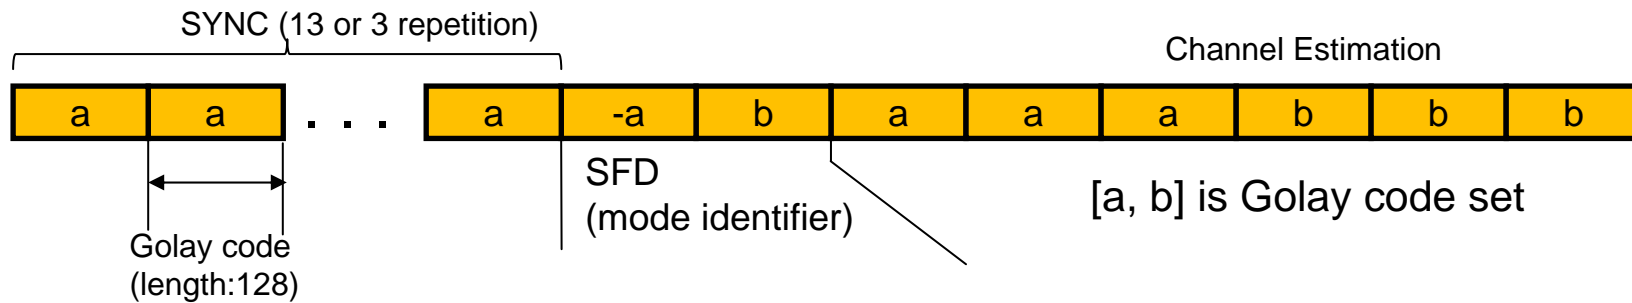 SYNC (13 or 3 repetition)
Channel Estimation
a a . . . a -a b a a a b b b
SFD
(mode identifier)
[a, b] is Golay code set
Golay code
(length:128)